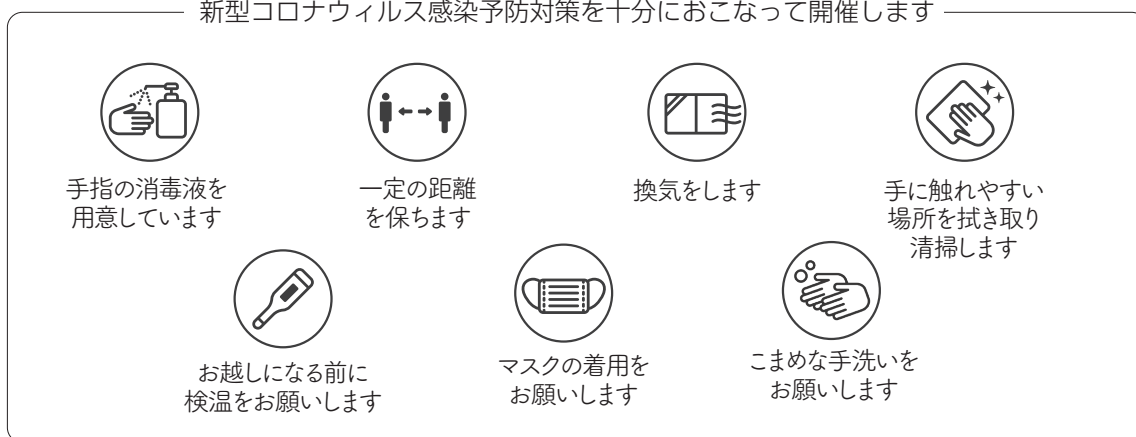 新型コロナウィルス感染予防対策を十分におこなって開催します
手指の消毒液を
用意しています
一定の距離
を保ちます
換気をします
手に触れやすい
場所を拭き取り
清掃します
お越しになる前に
検温をお願いします
マスクの着用を
お願いします
こまめな手洗いを
お願いします